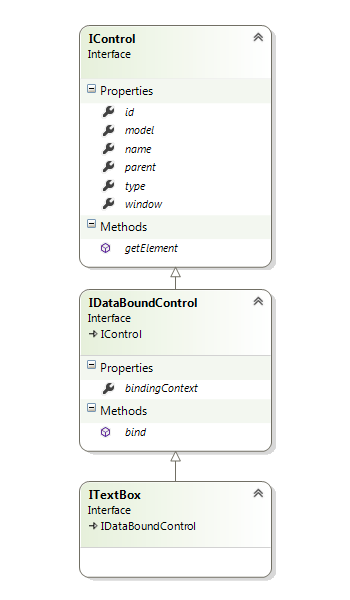 IControl
Interface
Properties
id
model
name
parent
type
window
Methods
getElement
IDataBoundControl
Interface
IControl
Properties
bindingContext
Methods
bind
ITextBox
Interface
IDataBoundControl